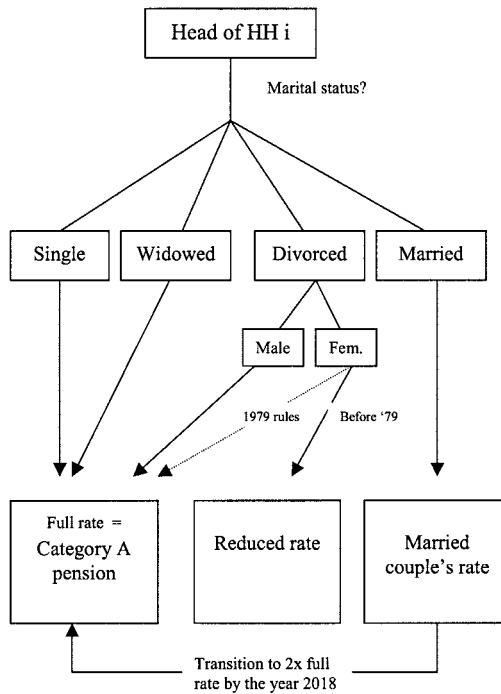 Head of HH i
Marital status?
Single
Widowed
Divorced
Married
Male
Fem.
1979 rules
Before ‘79
Full rate =
Category A
pension
Reduced rate
Married
couple’s rate
Transition to 2x full
rate by the year 2018